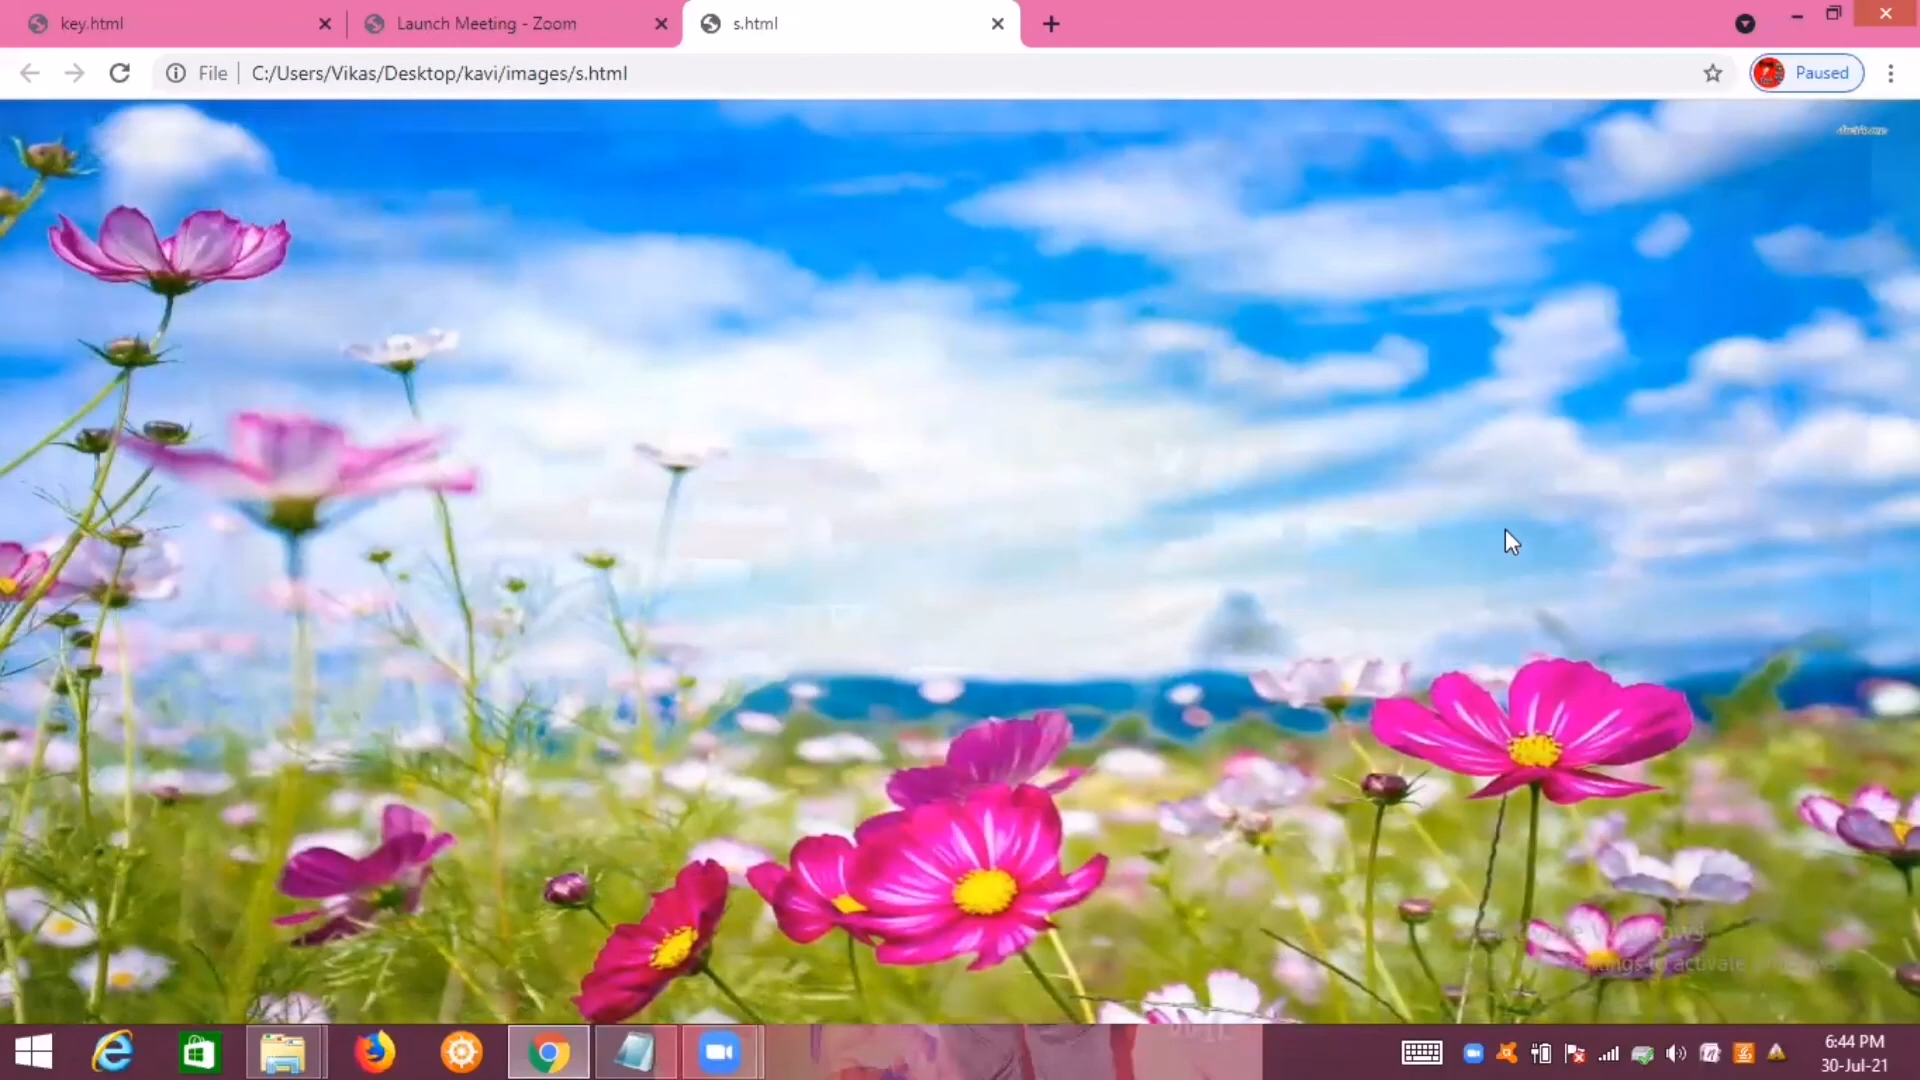 key.html
Launch Meeting - Zoom
s.html
File
C:/Users/Vikas/Desktop/kavi/images/s.html
Paused
6:44 PM
30-Jul-21